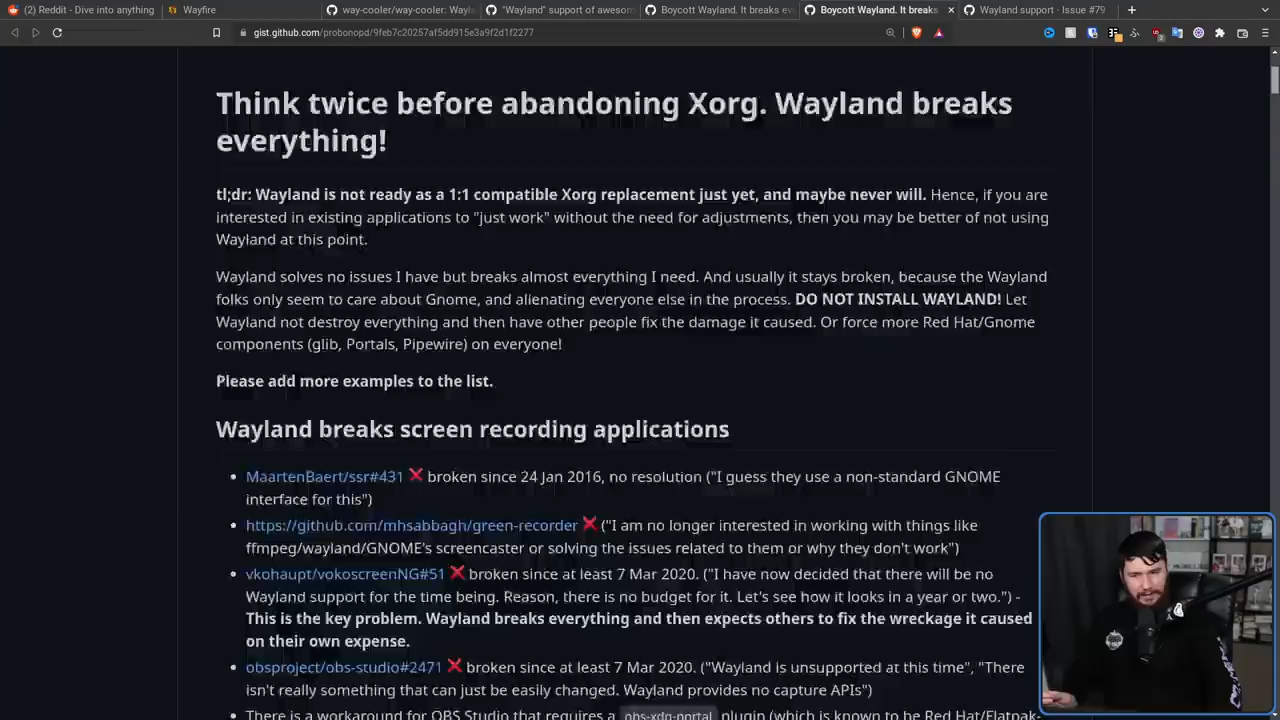 (2) Reddit - Dive into anything
Wayfire
way-cooler/way-cooler: Wayla
"Wayland" support of awesom
Boycott Wayland. It breaks ev
Boycott Wayland. It breaks
Wayland support · Issue #79
gist.github.com/probonopd/9feb7c20257af5dd915e3a9f2d1f2277
Think twice before abandoning Xorg. Wayland breaks
everything!
tl;dr: Wayland is not ready as a 1:1 compatible Xorg replacement just yet, and maybe never will. Hence, if you are
interested in existing applications to "just work" without the need for adjustments, then you may be better of not using
Wayland at this point.
Wayland solves no issues I have but breaks almost everything I need. And usually it stays broken, because the Wayland
folks only seem to care about Gnome, and alienating everyone else in the process. DO NOT INSTALL WAYLAND! Let
Wayland not destroy everything and then have other people fix the damage it caused. Or force more Red Hat/Gnome
components (glib, Portals, Pipewire) on everyone!
Please add more examples to the list.
Wayland breaks screen recording applications
MaartenBaert/ssr#431 ❌ broken since 24 Jan 2016, no resolution ("I guess they use a non-standard GNOME
interface for this")
https://github.com/mhsabbagh/green-recorder ❌ ("I am no longer interested in working with things like
ffmpeg/wayland/GNOME's screencaster or solving the issues related to them or why they don't work")
vkohaupt/vokoscreenNG#51 ❌ broken since at least 7 Mar 2020. ("I have now decided that there will be no
Wayland support for the time being. Reason, there is no budget for it. Let's see how it looks in a year or two.") -
This is the key problem. Wayland breaks everything and then expects others to fix the wreckage it caused
on their own expense.
obsproject/obs-studio#2471 ❌ broken since at least 7 Mar 2020. ("Wayland is unsupported at this time", "There
isn't really something that can just be easily changed. Wayland provides no capture APIs")
There is a workaround for OBS Studio that requires a obs-xdg-portal plugin (which is known to be Red Hat/Flatpak-